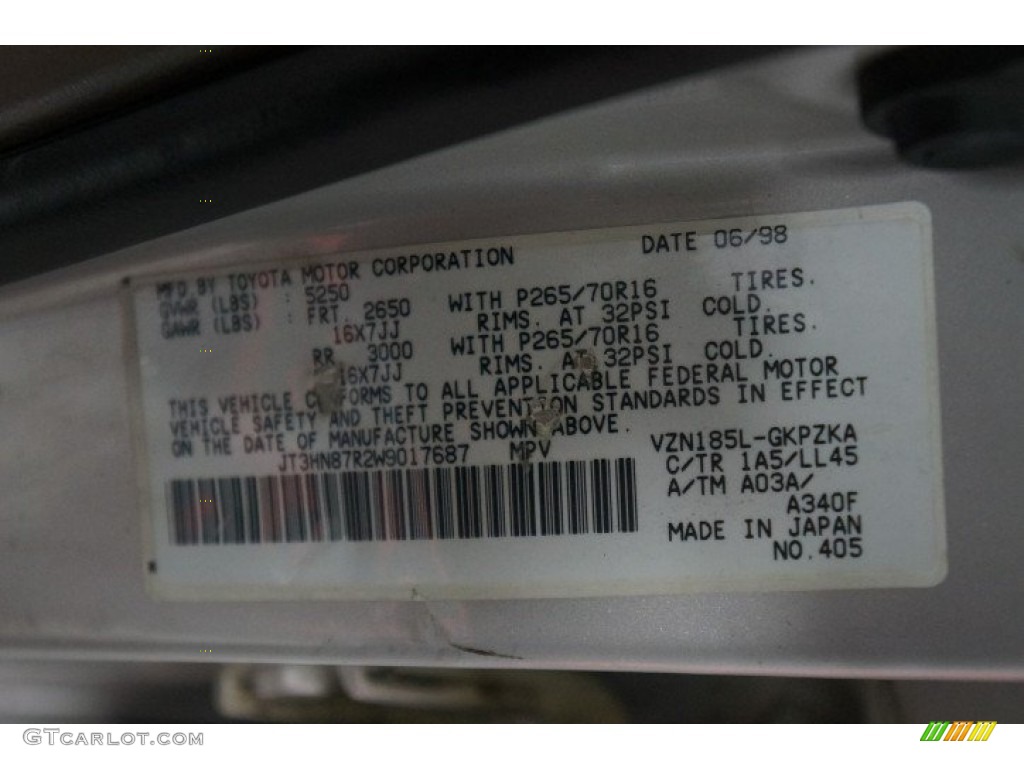 MFD BY TOYOTA MOTOR CORPORATION DATE 06/98
GVWR (LBS) : 5250
GAWR (LBS) : FRT. 2650 WITH P265/70R16 TIRES.
16X7JJ RIMS. AT 32PSI COLD.
RR 3000 WITH P265/70R16 TIRES.
16X7JJ RIMS. AT 32PSI COLD.
THIS VEHICLE CONFORMS TO ALL APPLICABLE FEDERAL MOTOR
VEHICLE SAFETY AND THEFT PREVENTION STANDARDS IN EFFECT
ON THE DATE OF MANUFACTURE SHOWN ABOVE.
JT3HN87R2W9017687 MPV VZN185L-GKPZKA
C/TR 1A5/LL45
A/TM A03A/
A340F
MADE IN JAPAN
NO.405
GTCARLOT.COM